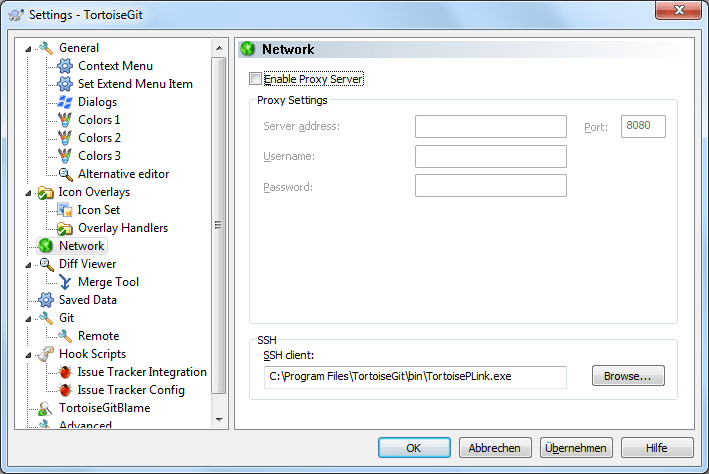 Settings - TortoiseGit
General
Context Menu
Set Extend Menu Item
Dialogs
Colors 1
Colors 2
Colors 3
Alternative editor
Icon Overlays
Icon Set
Overlay Handlers
Network
Diff Viewer
Merge Tool
Saved Data
Git
Remote
Hook Scripts
Issue Tracker Integration
Issue Tracker Config
TortoiseGitBlame
Advanced
Network
Enable Proxy Server
Proxy Settings
Server address: Port: 8080
Username:
Password:
SSH
SSH client:
C:\Program Files\TortoiseGit\bin\TortoisePLink.exe Browse...
OK Abbrechen Übernehmen Hilfe